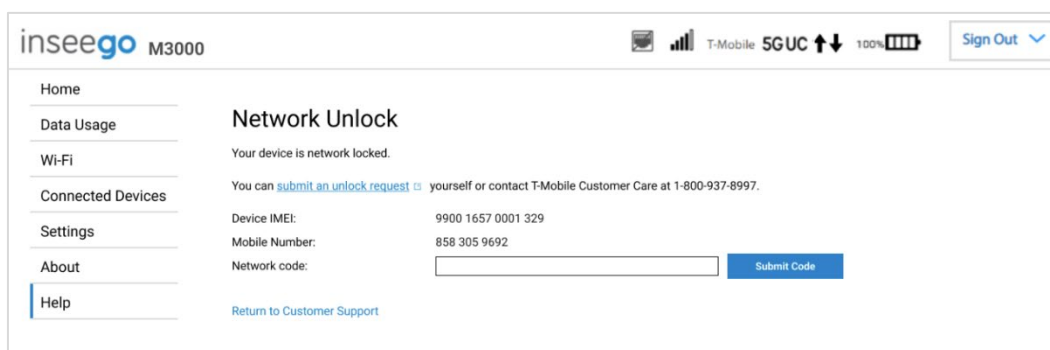 inseego M3000
T-Mobile 5G UC 100% Sign Out
Home
Data Usage
Wi-Fi
Connected Devices
Settings
About
Help
Network Unlock
Your device is network locked.
You can submit an unlock request yourself or contact T-Mobile Customer Care at 1-800-937-8997.
Device IMEI: 9900 1657 0001 329
Mobile Number: 858 305 9692
Network code: Submit Code
Return to Customer Support